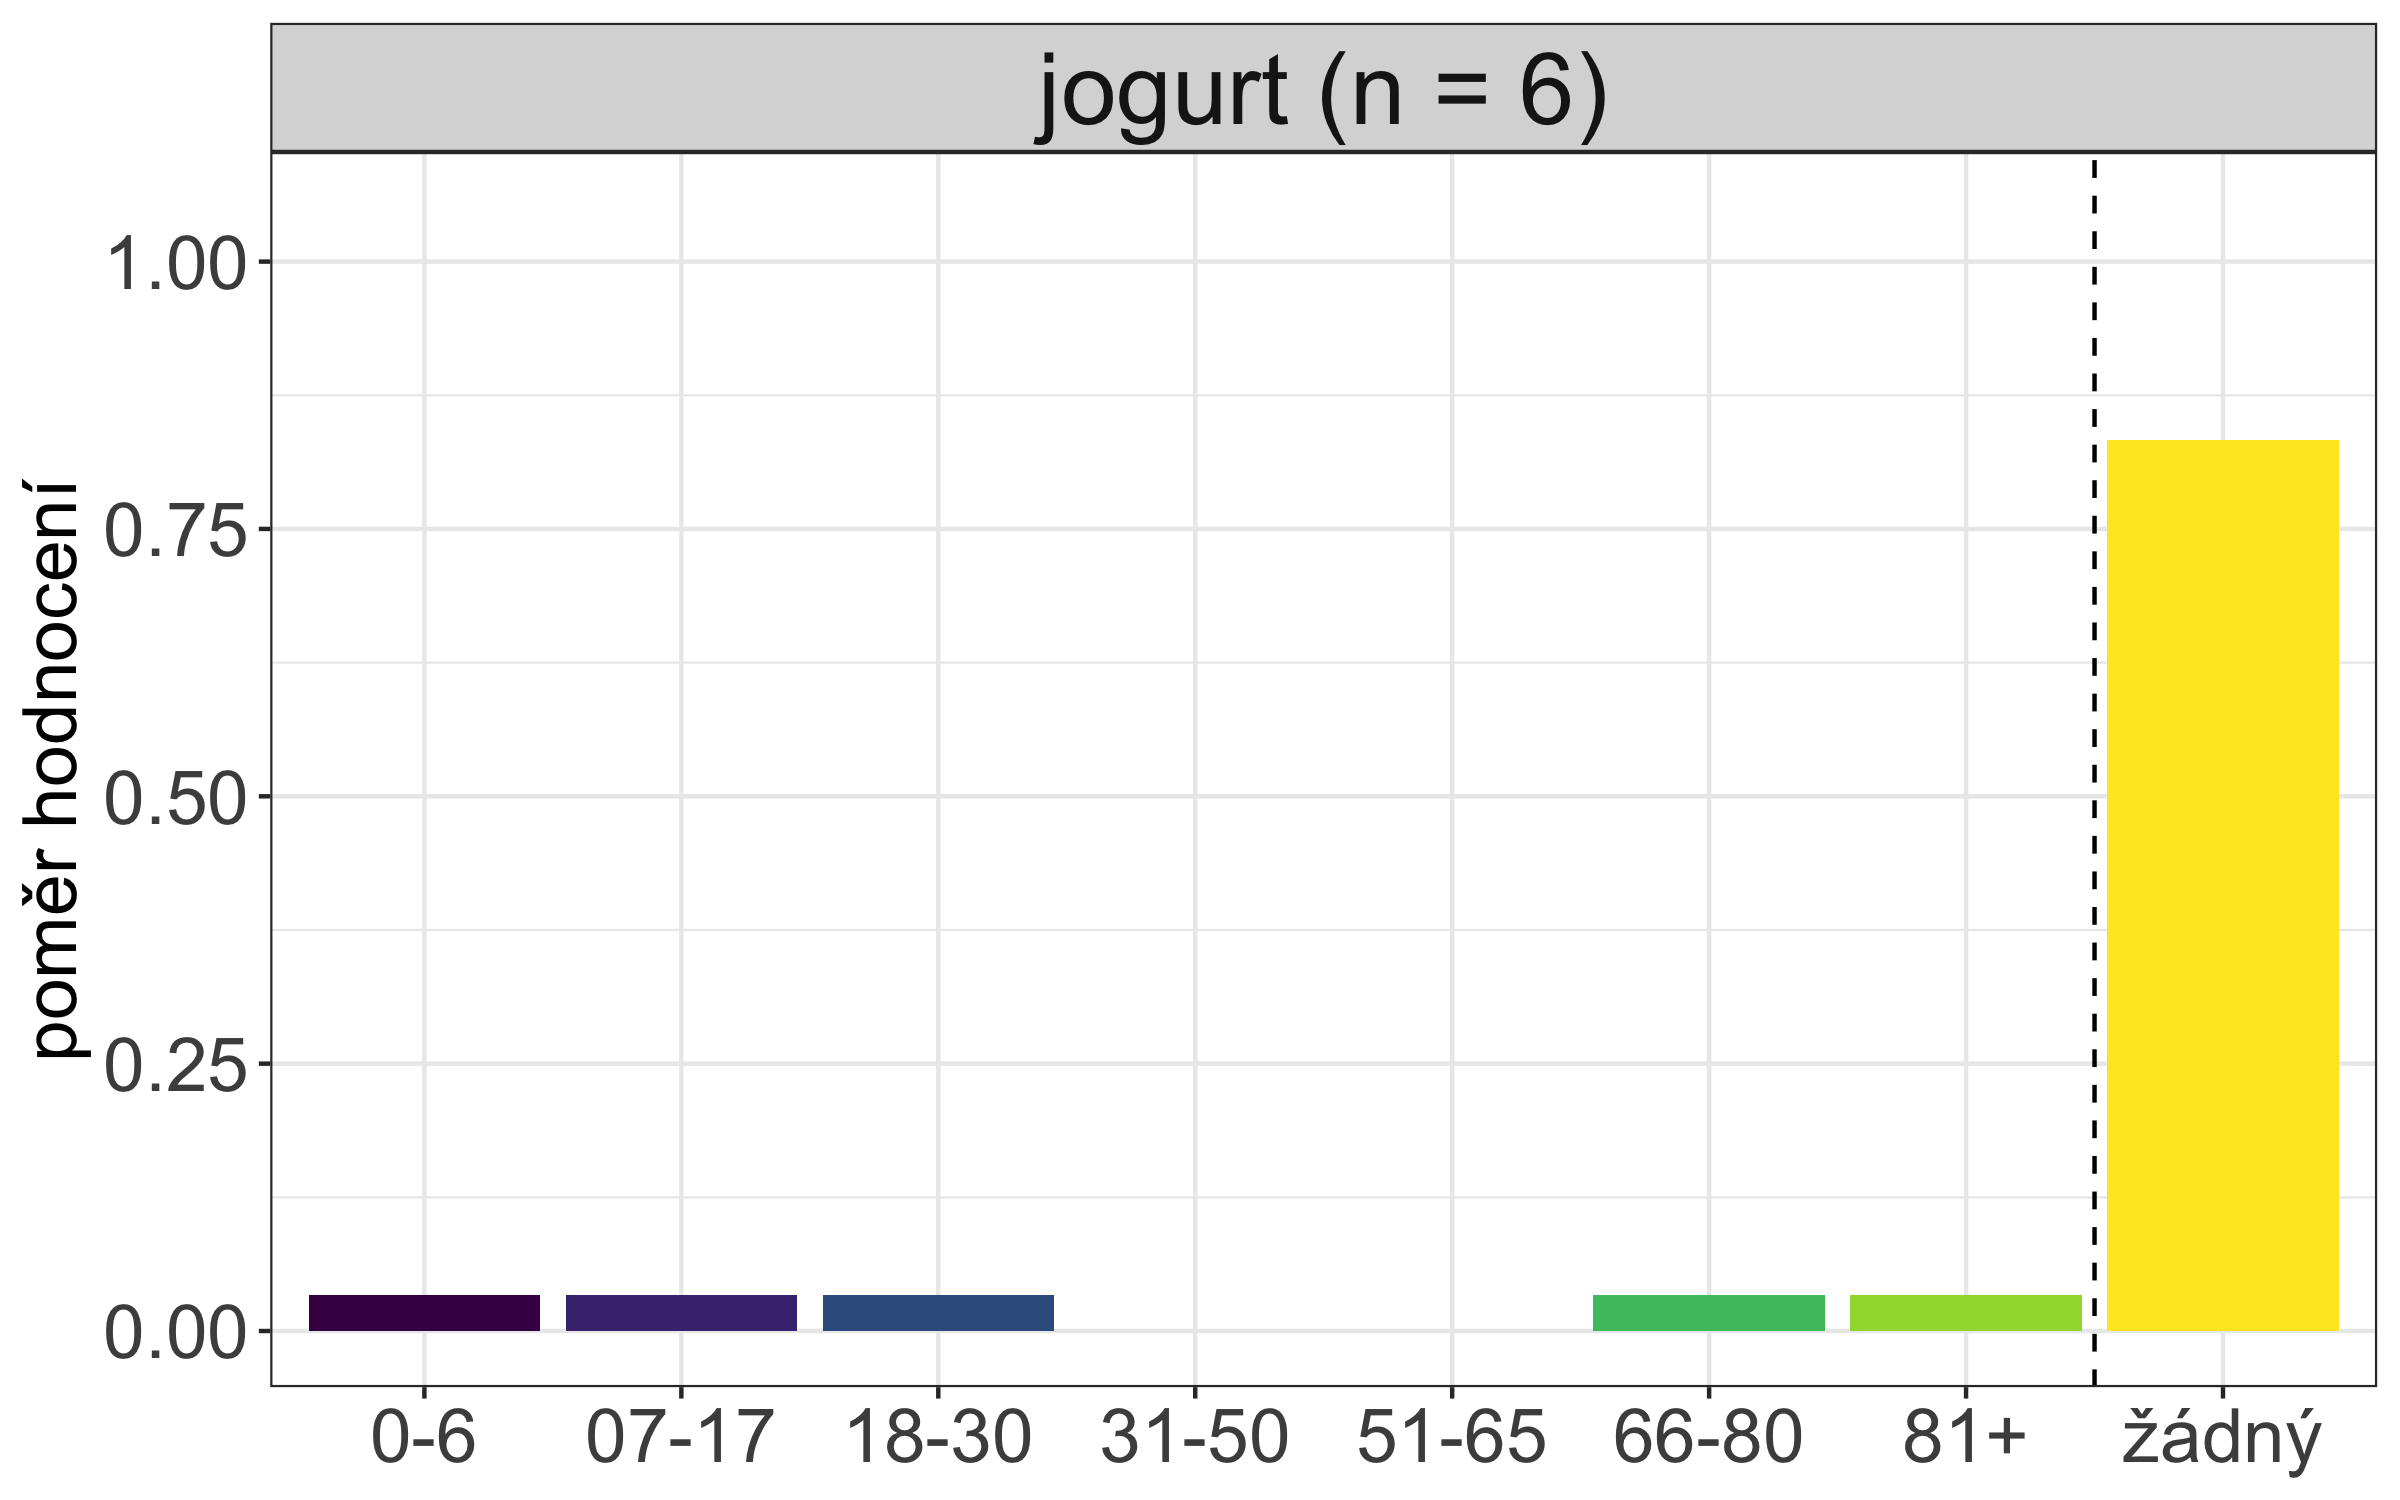 jogurt (n = 6)
poměr hodnocení
1.00
0.75
0.50
0.25
0.00
0-6 07-17 18-30 31-50 51-65 66-80 81+ žádný